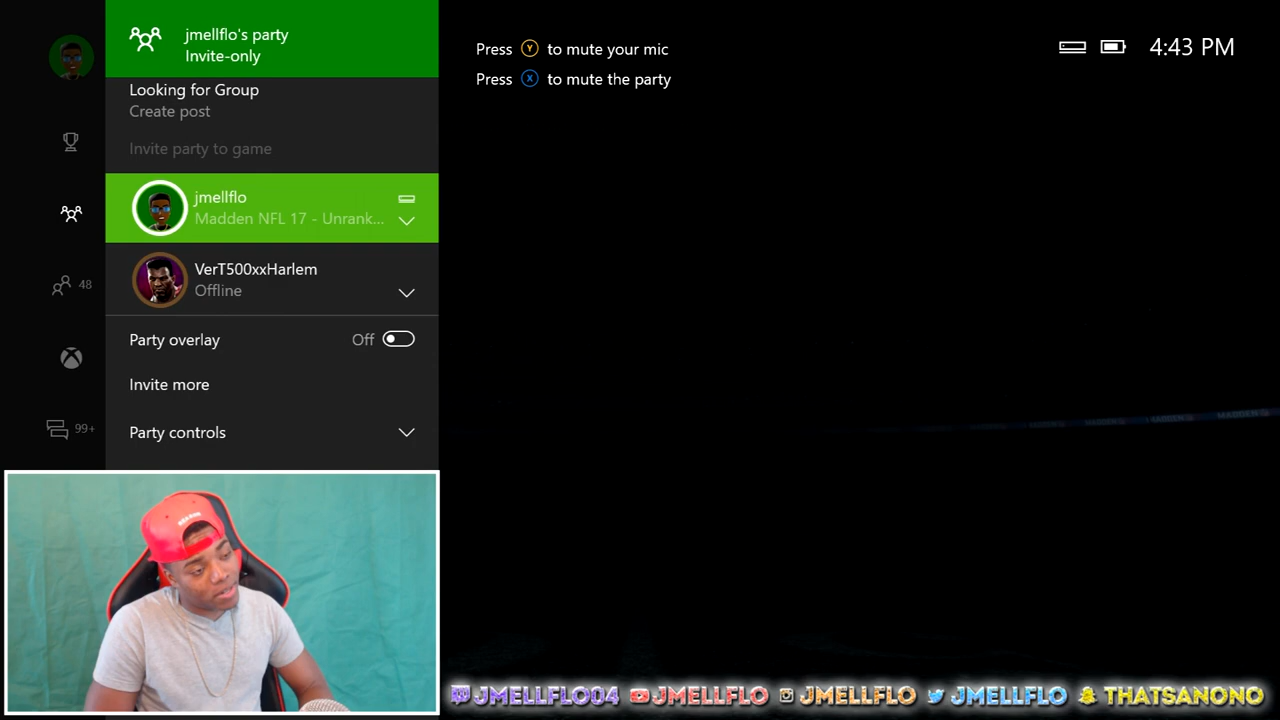 jmellflo's party
Invite-only
Looking for Group
Create post
Invite party to game
jmellflo
Madden NFL 17 - Unrank...
VerT500xxHarlem
Offline
48
Party overlay
Off
Invite more
99+
Party controls
Press Y to mute your mic
Press X to mute the party
4:43 PM
MADDEN
JMELLFLO04 JMELLFLO JMELLFLO JMELLFLO THATSANONO